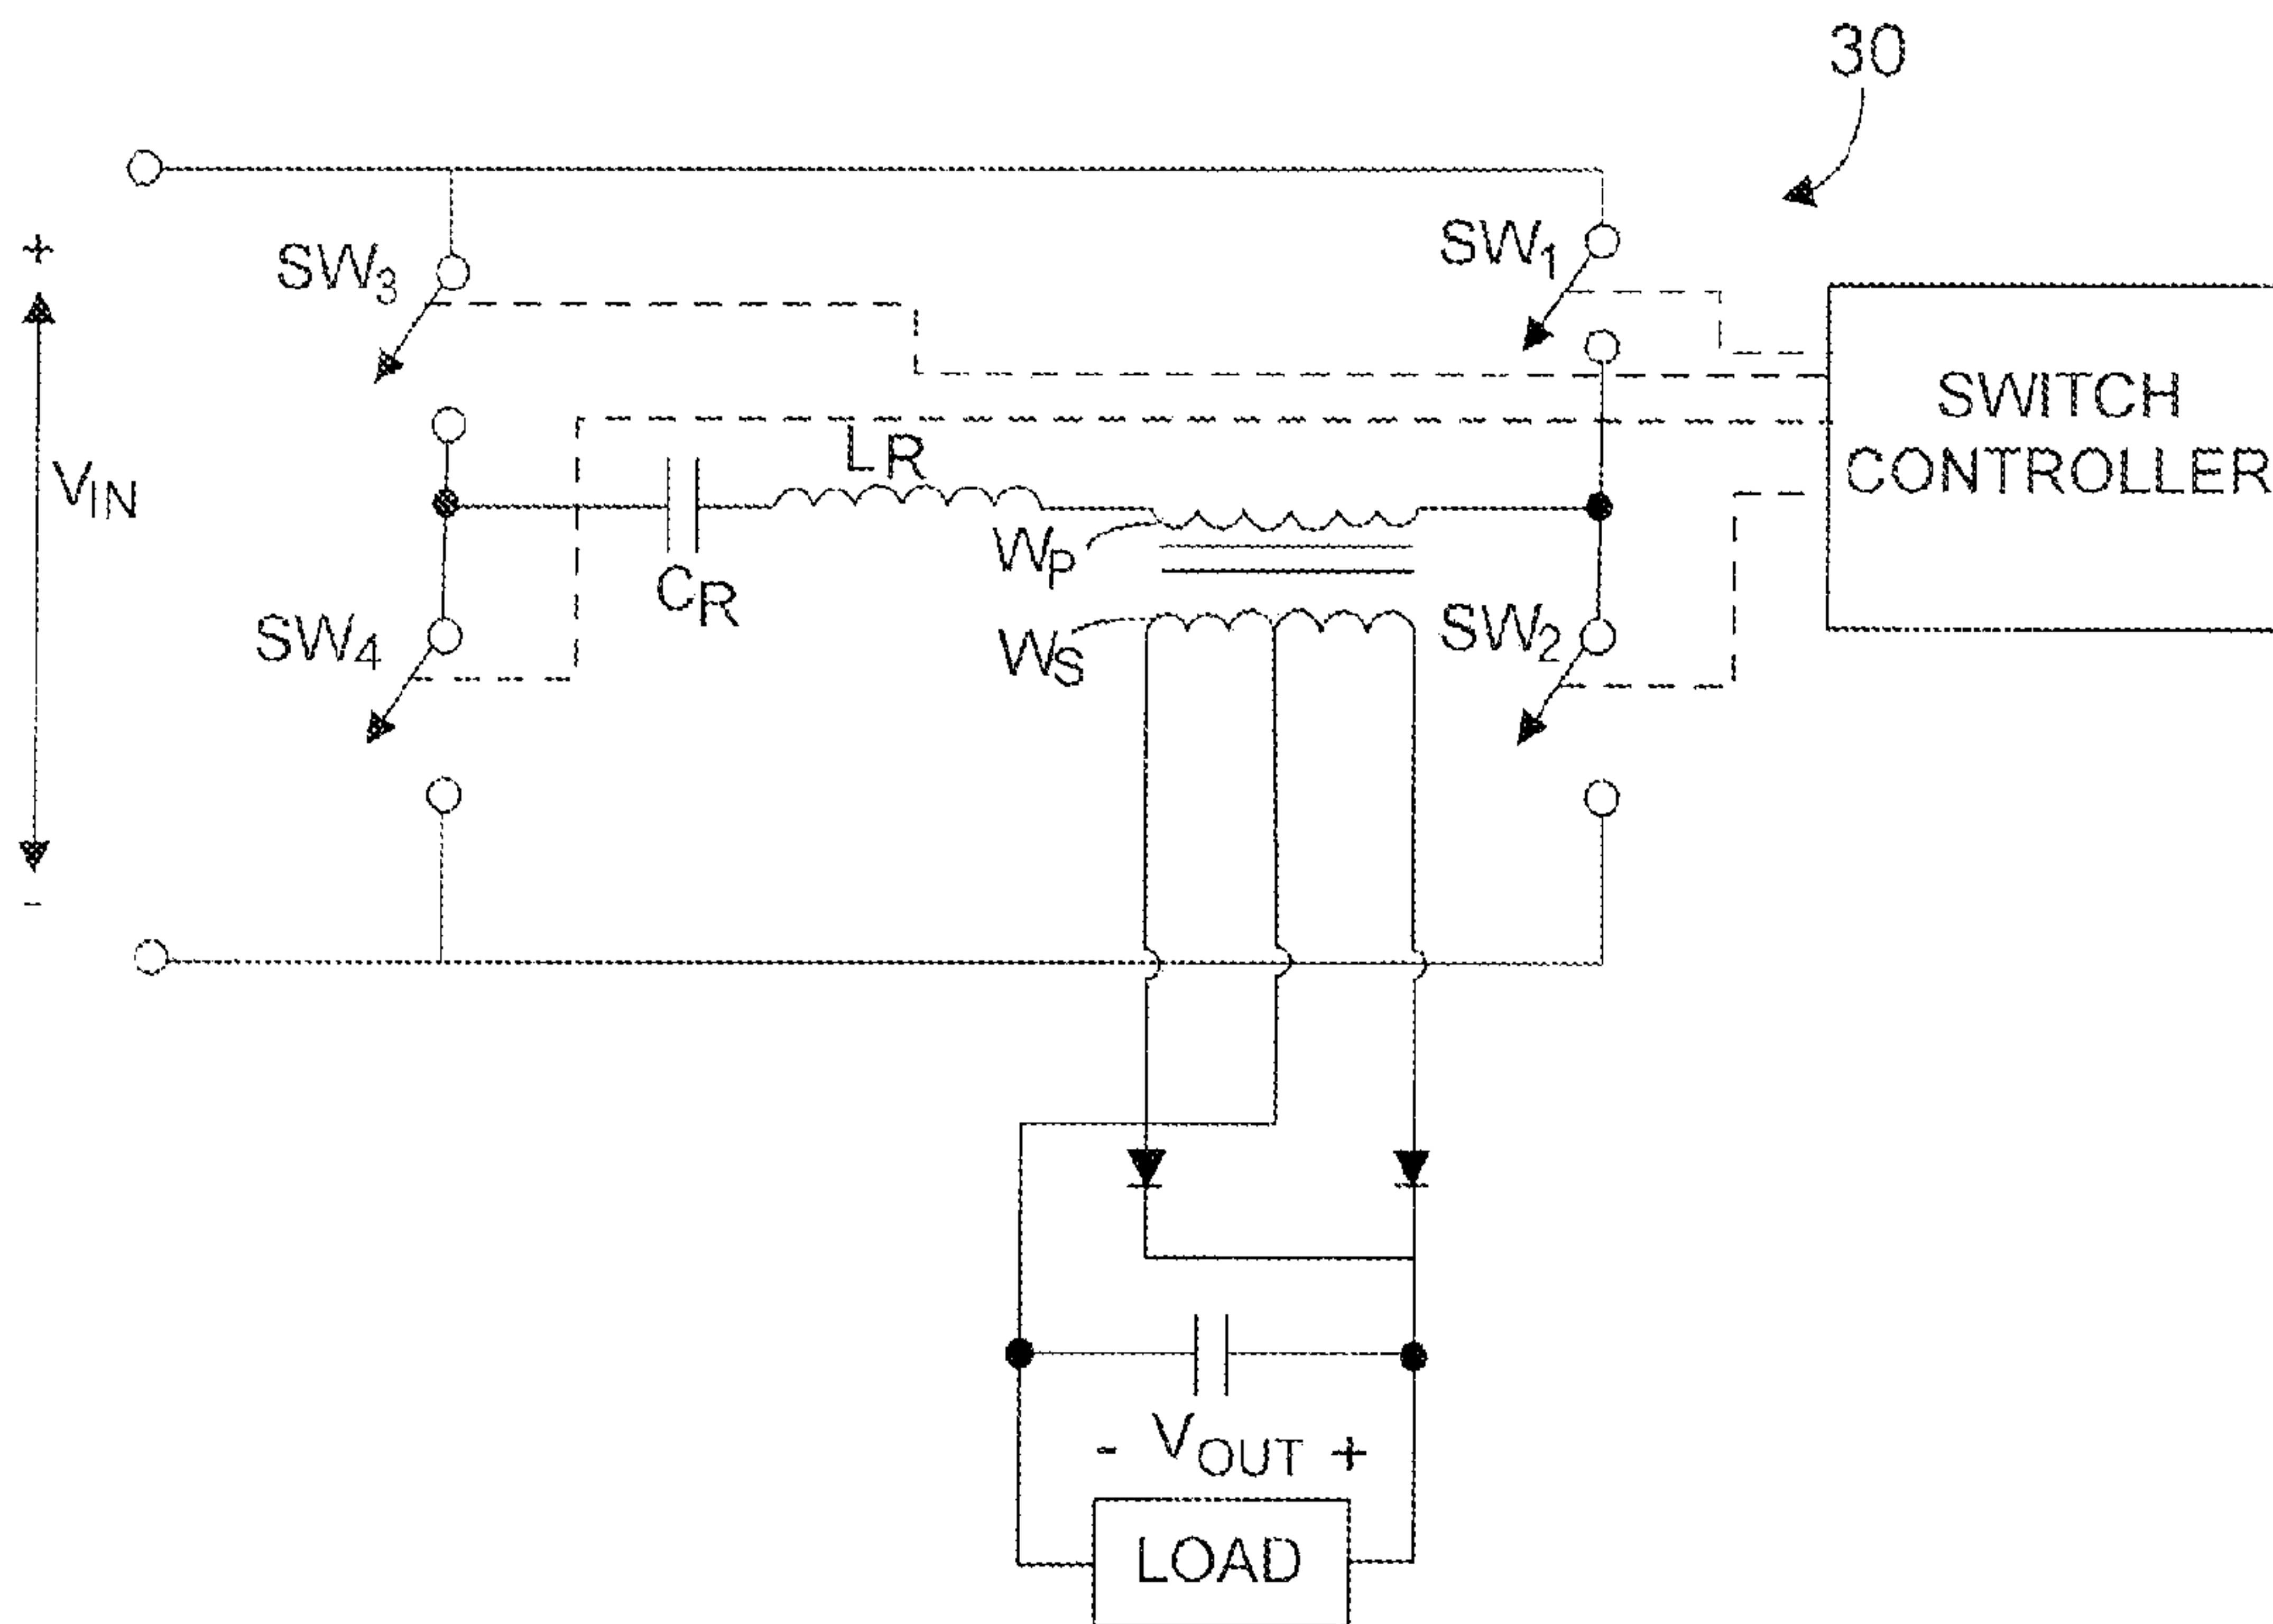 30
+
SW3
SW1
VIN
LR
SWITCH
CONTROLLER
WP
CR
SW4
WS
SW2
-
- VOUT +
LOAD